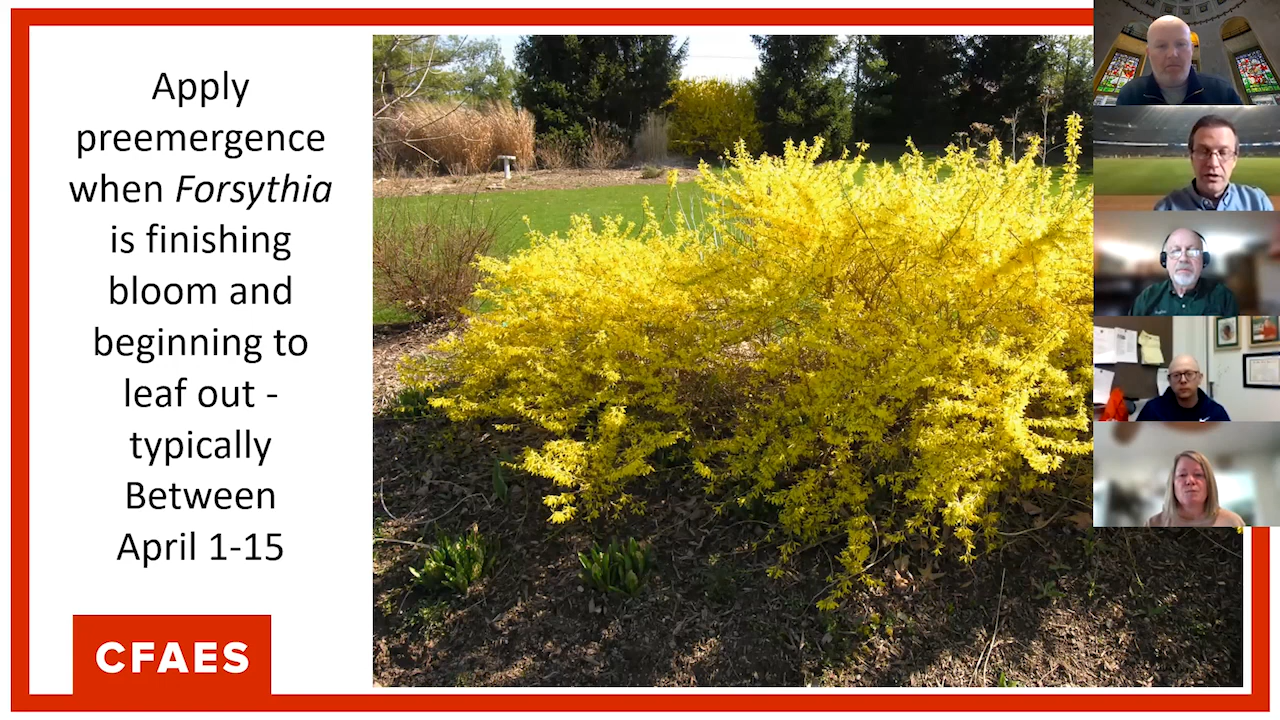 Apply
preemergence
when Forsythia
is finishing
bloom and
beginning to
leaf out -
typically
Between
April 1-15
CFAES